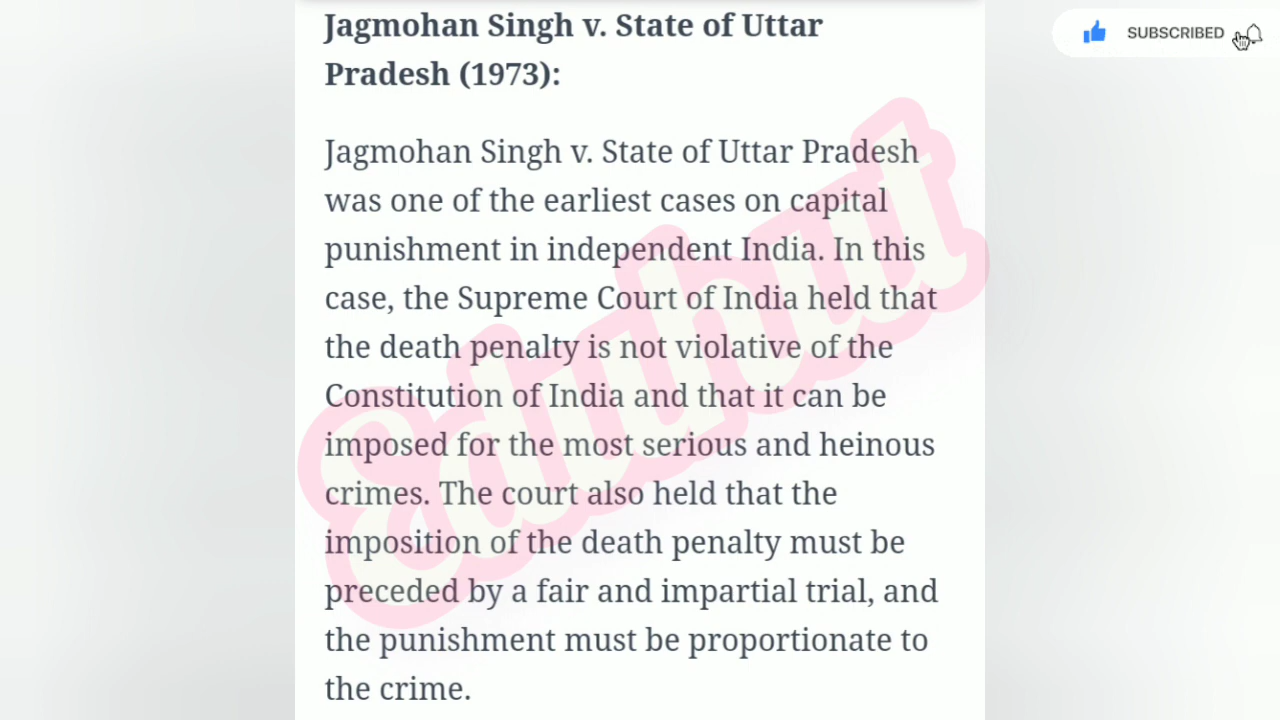 Jagmohan Singh v. State of Uttar
Pradesh (1973):
SUBSCRIBED
Jagmohan Singh v. State of Uttar Pradesh
was one of the earliest cases on capital
punishment in independent India. In this
case, the Supreme Court of India held that
the death penalty is not violative of the
Constitution of India and that it can be
imposed for the most serious and heinous
crimes. The court also held that the
imposition of the death penalty must be
preceded by a fair and impartial trial, and
the punishment must be proportionate to
the crime.
Eduhut